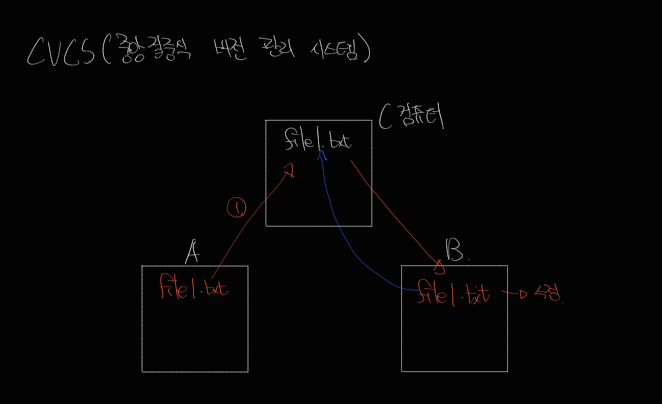 CVCS(중앙집중식 버전 관리 시스템)
C 컴퓨터
file1.txt
①
A
B.
file1.txt
file1.txt → 수정.